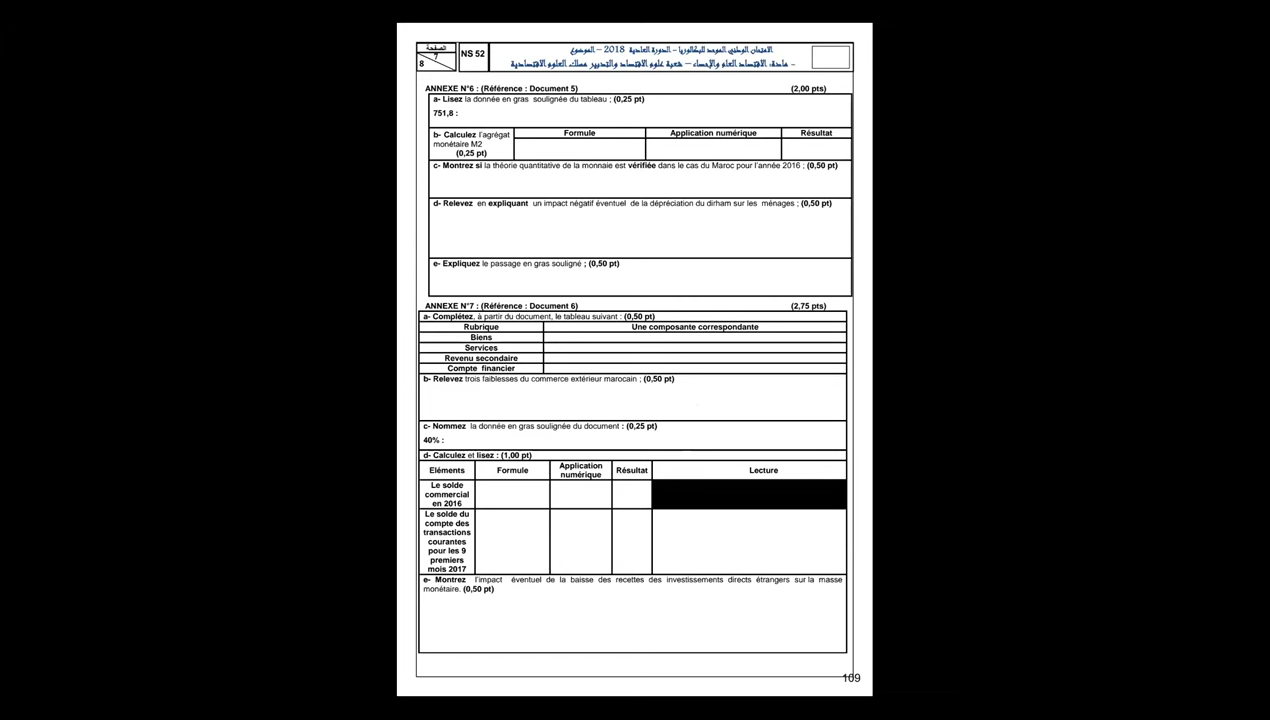 الصفحة
7
8
NS 52
الامتحان الوطني الموحد للبكالوريا - الدورة العادية 2018 – الموضوع
- مادة: الاقتصاد العام والإحصاء – شعبة علوم الاقتصاد والتدبير مسلك العلوم الاقتصادية
ANNEXE N°6 : (Référence : Document 5) (2,00 pts)
a- Lisez la donnée en gras soulignée du tableau ; (0,25 pt)
751,8 :
b- Calculez l'agrégat monétaire M2 (0,25 pt)
Formule Application numérique Résultat
c- Montrez si la théorie quantitative de la monnaie est vérifiée dans le cas du Maroc pour l'année 2016 ; (0,50 pt)
d- Relevez en expliquant un impact négatif éventuel de la dépréciation du dirham sur les ménages ; (0,50 pt)
e- Expliquez le passage en gras souligné ; (0,50 pt)
ANNEXE N°7 : (Référence : Document 6) (2,75 pts)
a- Complétez, à partir du document, le tableau suivant : (0,50 pt)
Rubrique Une composante correspondante
Biens
Services
Revenu secondaire
Compte financier
b- Relevez trois faiblesses du commerce extérieur marocain ; (0,50 pt)
c- Nommez la donnée en gras soulignée du document : (0,25 pt)
40% :
d- Calculez et lisez : (1,00 pt)
Eléments Formule Application numérique Résultat Lecture
Le solde
commercial
en 2016
Le solde du
compte des
transactions
courantes
pour les 9
premiers
mois 2017
e- Montrez l'impact éventuel de la baisse des recettes des investissements directs étrangers sur la masse
monétaire. (0,50 pt)
109